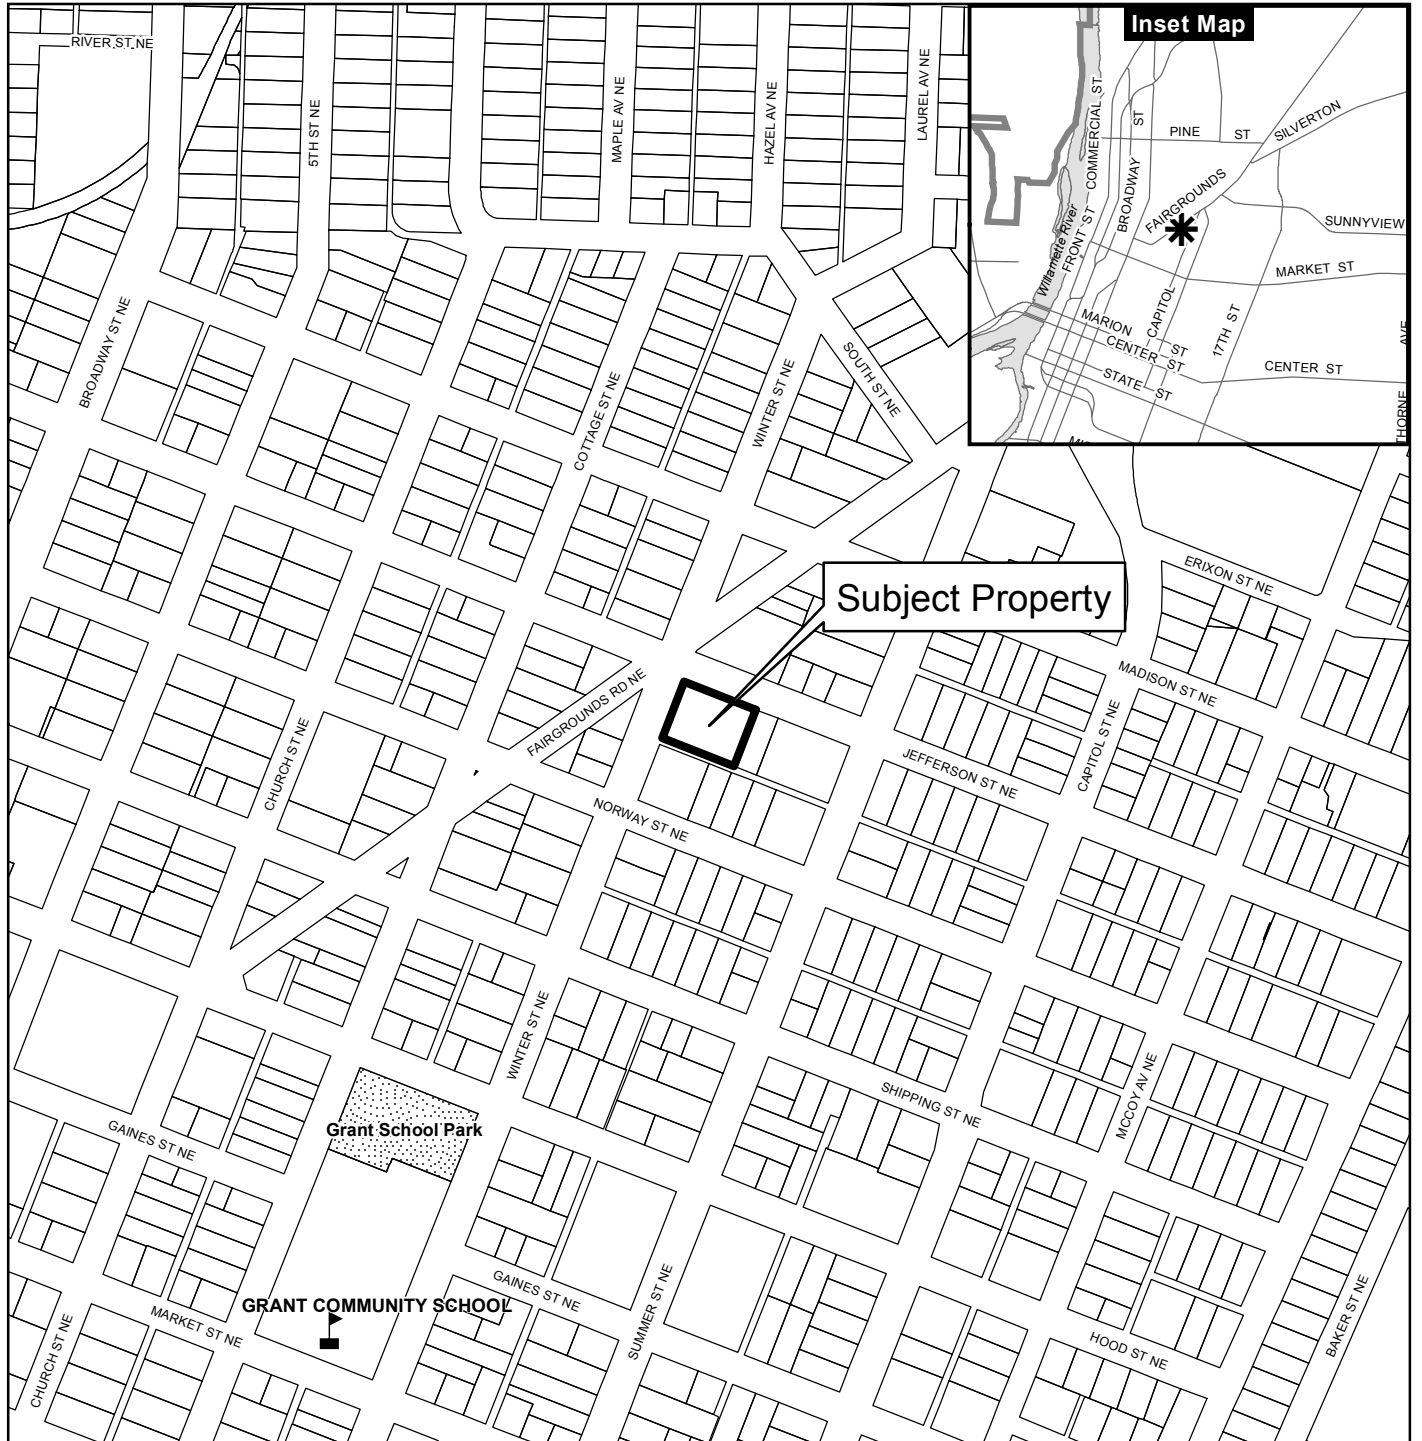 RIVER ST NE
5TH ST NE
MAPLE AV NE
HAZEL AV NE
LAUREL AV NE
Inset Map
COMMERCIAL ST
ST
PINE ST
SILVERTON
BROADWAY
FAIRGROUNDS
SUNNYVIEW
Willamette River
FRONT ST
MARKET ST
CAPITOL
ST
17TH ST
MARION
CENTER ST
CENTER ST
STATE ST
AVE
THORNE
BROADWAY ST NE
COTTAGE ST NE
WINTER ST NE
SOUTH ST NE
Subject Property
ERIXON ST NE
MADISON ST NE
FAIRGROUNDS RD NE
CHURCH ST NE
CAPITOL ST NE
JEFFERSON ST NE
NORWAY ST NE
WINTER ST NE
SHIPPING ST NE
MCCOY AV NE
Grant School Park
GAINES ST NE
GAINES ST NE
GRANT COMMUNITY SCHOOL
MARKET ST NE
CHURCH ST NE
SUMMER ST NE
HOOD ST NE
BAKER ST NE